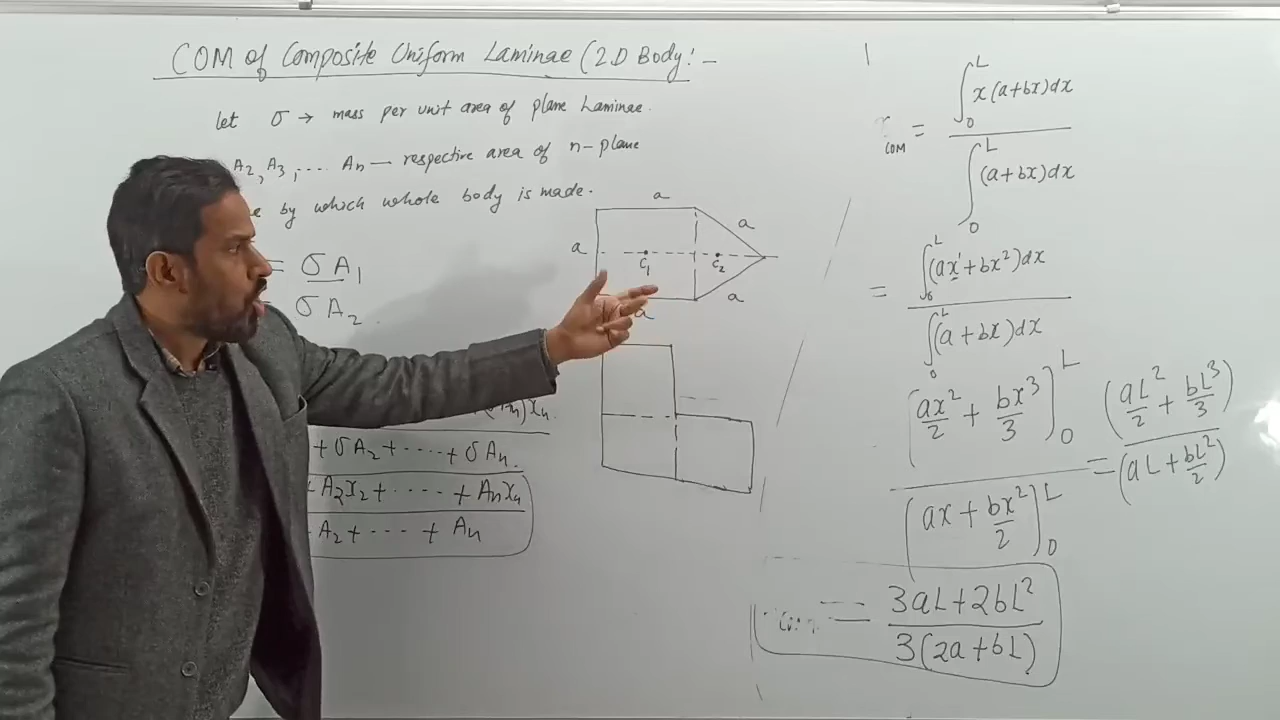 COM of Composite Uniform Laminae (2D Body:-
let σ → mass per unit area of plane Laminae.
A2, A3, .... An — respective area of n-plane
by which whole body is made.
= σA1
= σA2
a
a
a
C1
C2
a
a
)xn
+ σA2 + ..... + σAn.
A2x2 + ..... + Anxn
A2 + .... + An
COM = ∫₀ᴸ x(a+bx)dx
∫₀ᴸ (a+bx)dx
= ∫₀ᴸ (ax¹+bx²)dx
∫₀ᴸ (a+bx)dx
[ax²/2 + bx³/3]₀ᴸ
[ax + bx²/2]₀ᴸ
= (aL²/2 + bL³/3)
(aL + bL²/2)
= 3aL+2bL²
3(2a+bL)